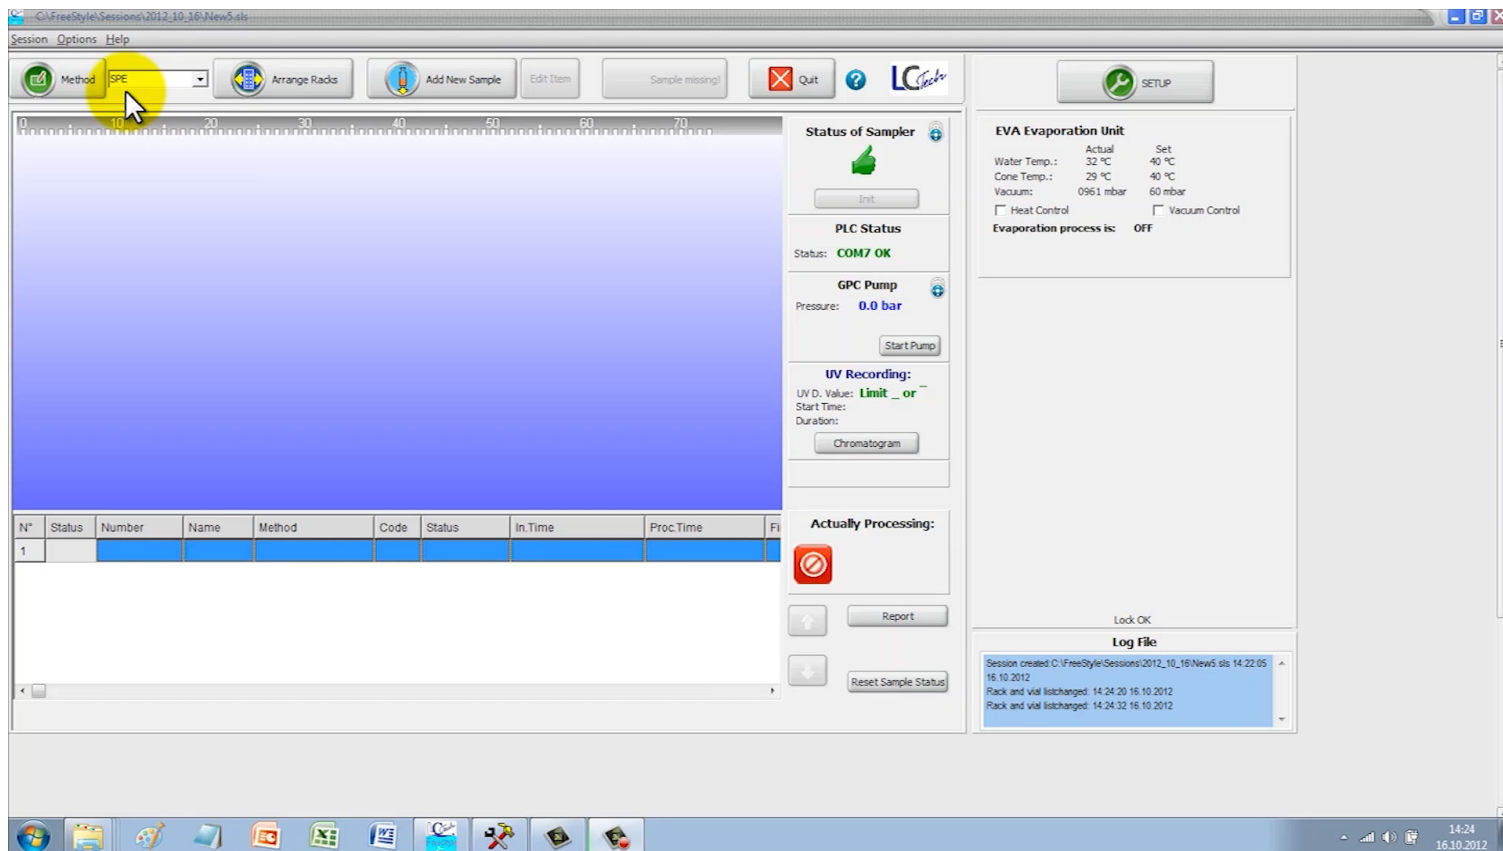 C:\FreeStyle\Sessions\2012_10_16\New5.sls
Session Options Help
Method SPE Arrange Racks Add New Sample Edit Item Sample missing! Quit ? LCTech SETUP
0 10 20 30 40 50 60 70
Status of Sampler
Init
PLC Status
Status: COM7 OK
GPC Pump
Pressure: 0.0 bar
Start Pump
UV Recording:
UV D. Value: Limit _ or ¯
Start Time:
Duration:
Chromatogram
EVA Evaporation Unit
Actual Set
Water Temp.: 32 ºC 40 ºC
Cone Temp.: 29 ºC 40 ºC
Vacuum: 0961 mbar 60 mbar
Heat Control Vacuum Control
Evaporation process is: OFF
N° Status Number Name Method Code Status In.Time Proc.Time Fi
1
Actually Processing:
Report
Reset Sample Status
Lock OK
Log File
Session created:C:\FreeStyle\Sessions\2012_10_16\New5.sls 14:22:05
16.10.2012
Rack and vial listchanged: 14:24:20 16.10.2012
Rack and vial listchanged: 14:24:32 16.10.2012
14:24
16.10.2012